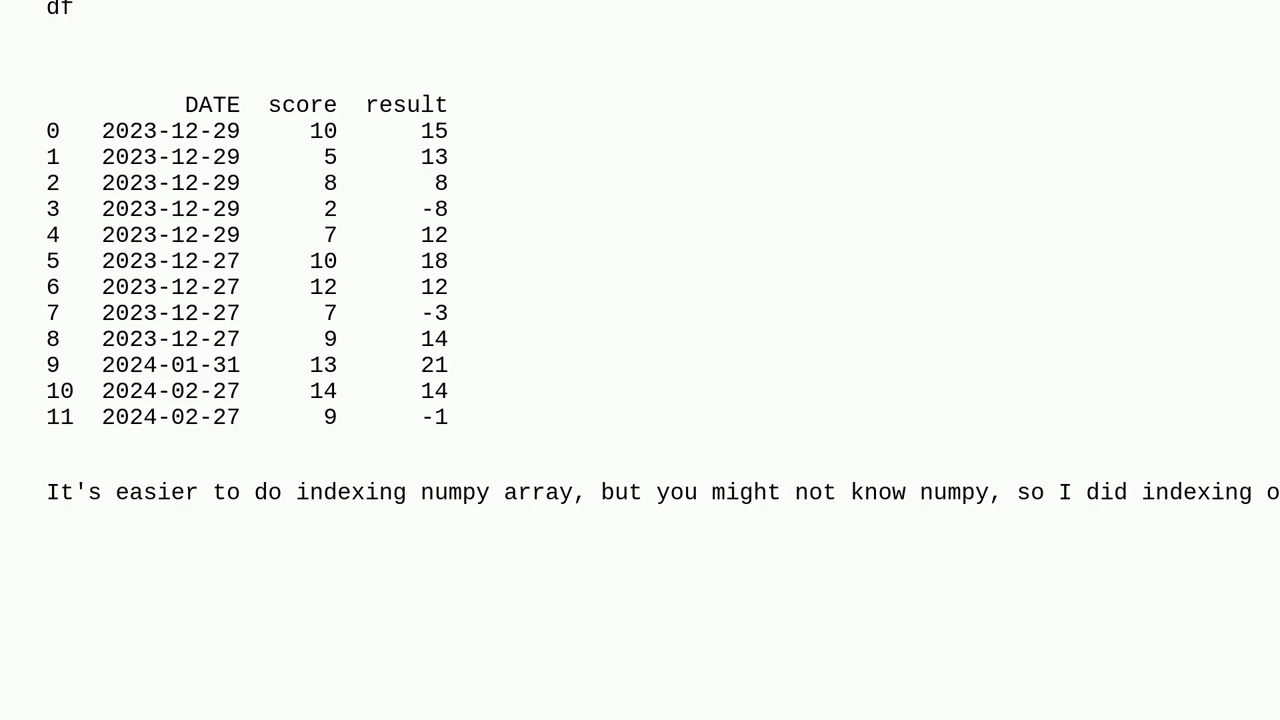 df
DATE score result
0 2023-12-29 10 15
1 2023-12-29 5 13
2 2023-12-29 8 8
3 2023-12-29 2 -8
4 2023-12-29 7 12
5 2023-12-27 10 18
6 2023-12-27 12 12
7 2023-12-27 7 -3
8 2023-12-27 9 14
9 2024-01-31 13 21
10 2024-02-27 14 14
11 2024-02-27 9 -1
It's easier to do indexing numpy array, but you might not know numpy, so I did indexing